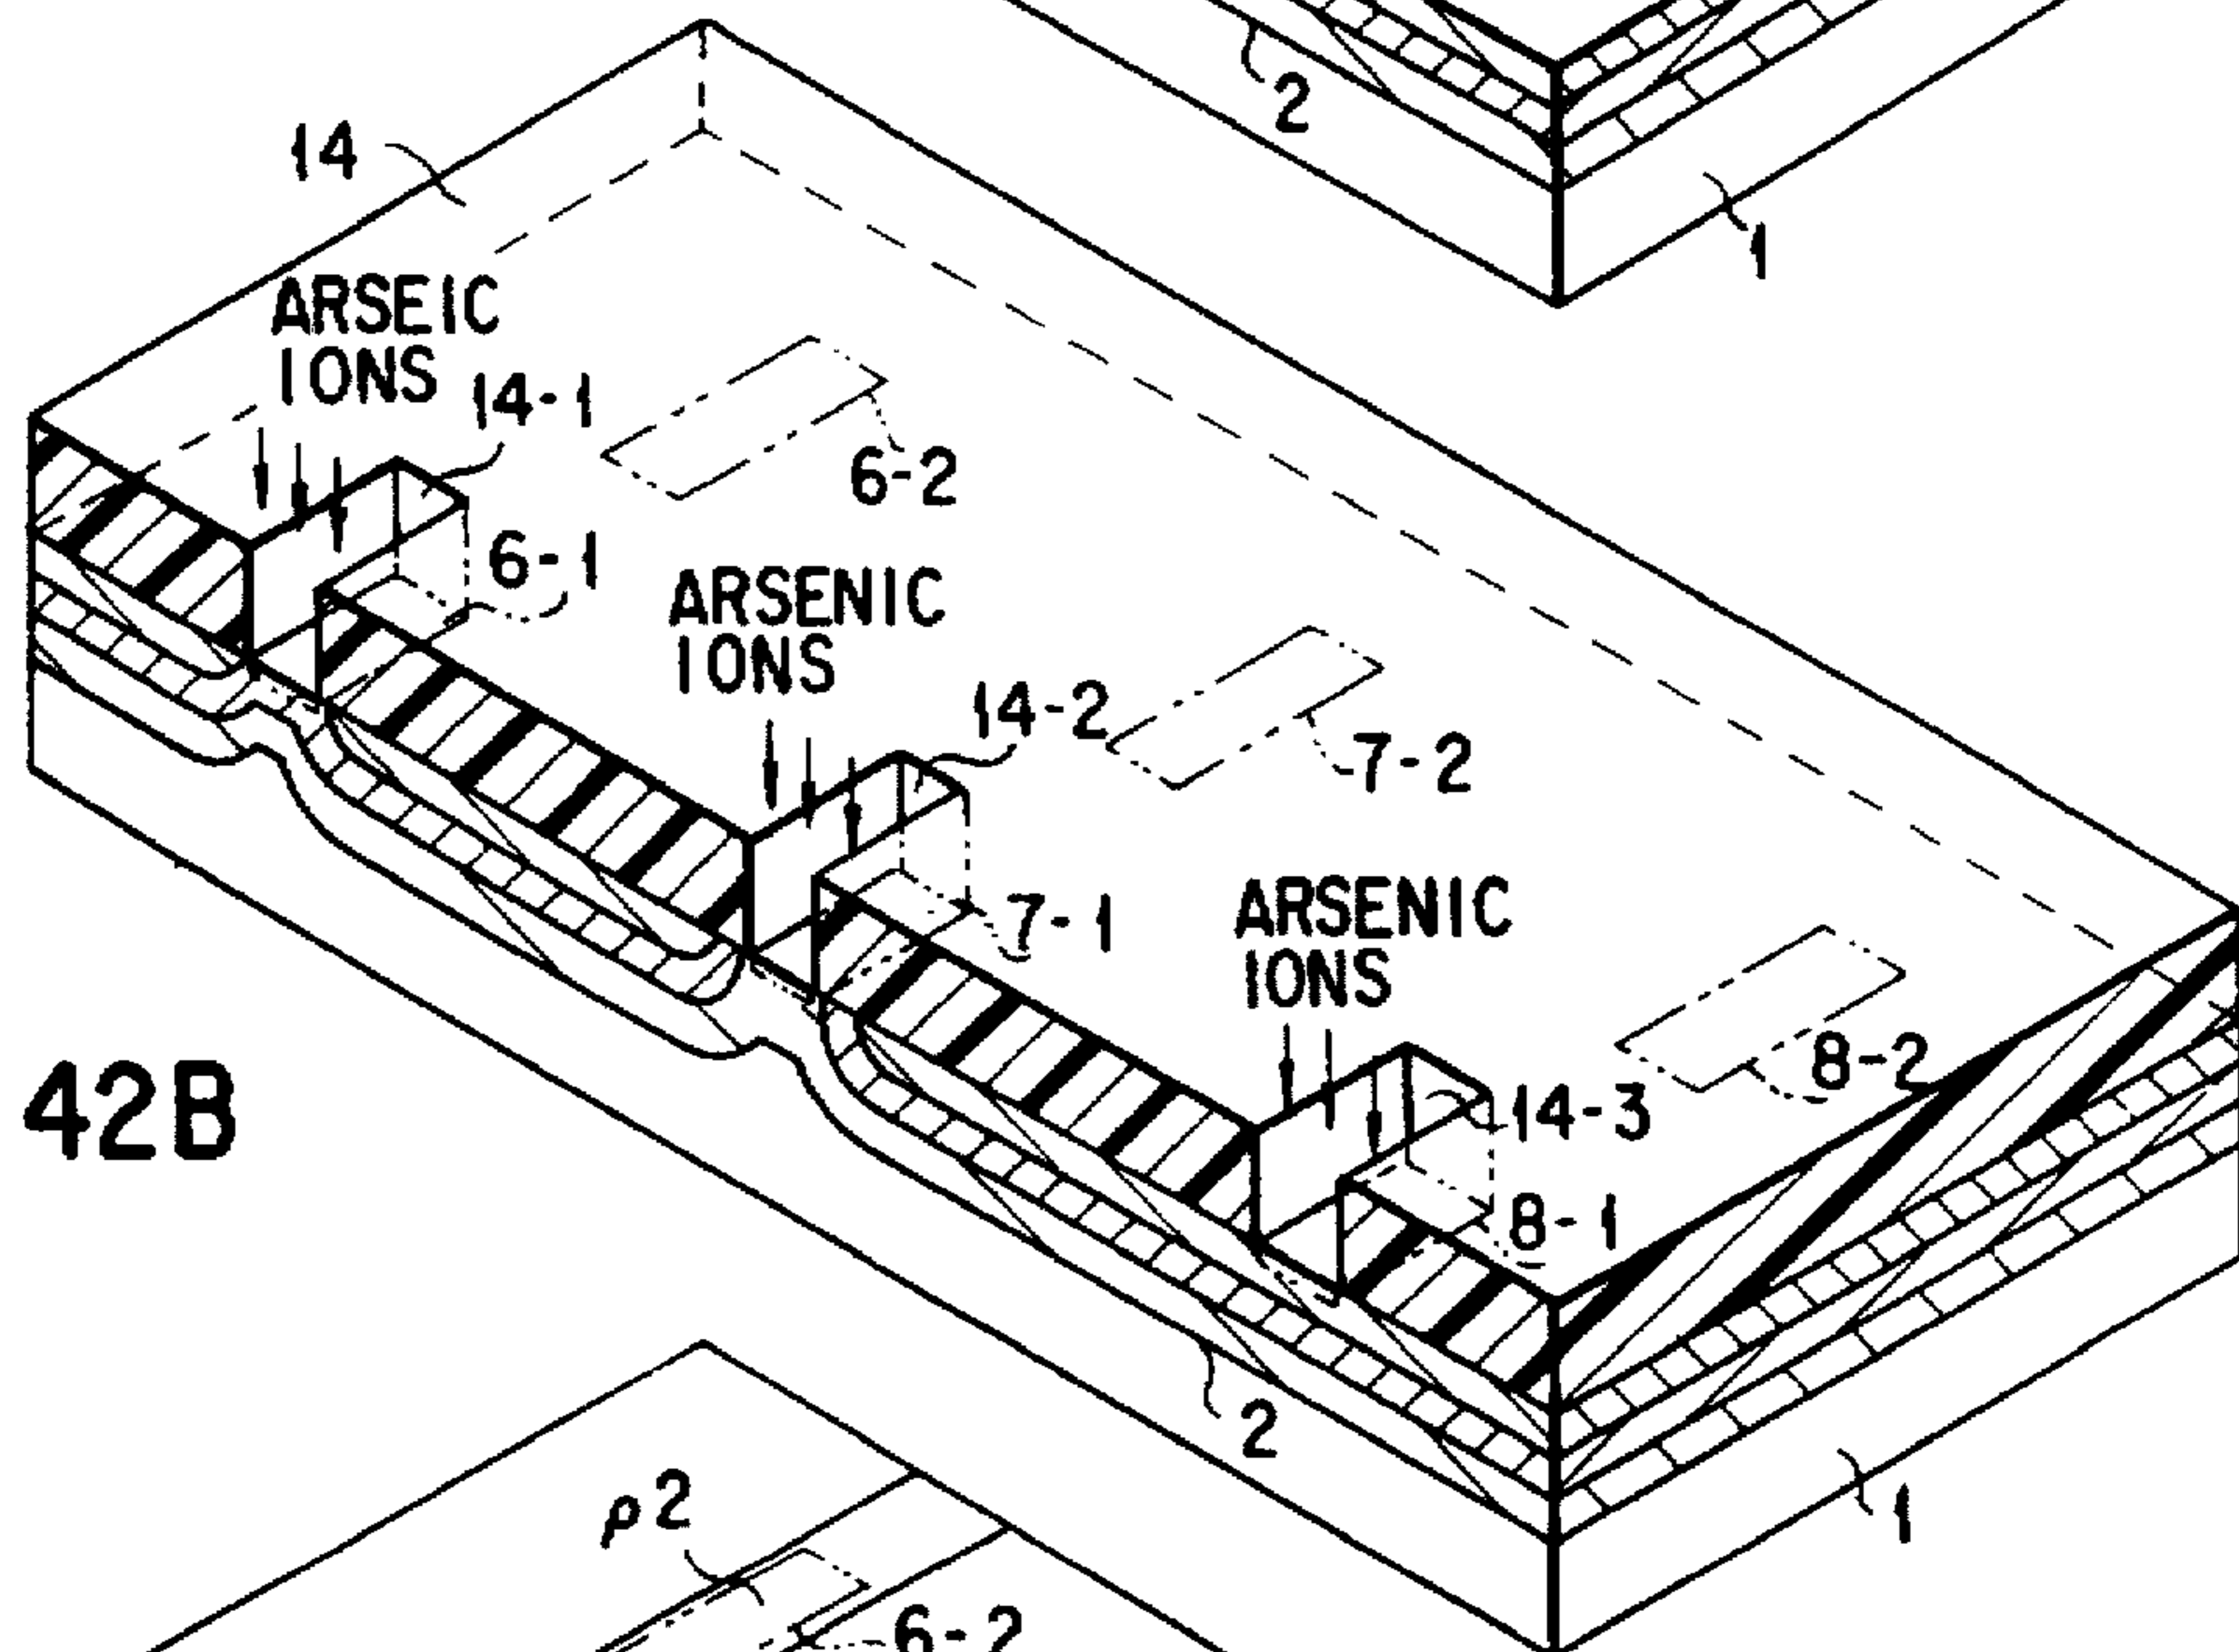 2
1
14
ARSEIC
IONS
14-1
6-2
6-1
ARSENIC
IONS
14-2
7-2
7-1
ARSENIC
IONS
8-2
14-3
8-1
42B
2
1
P2
6-2